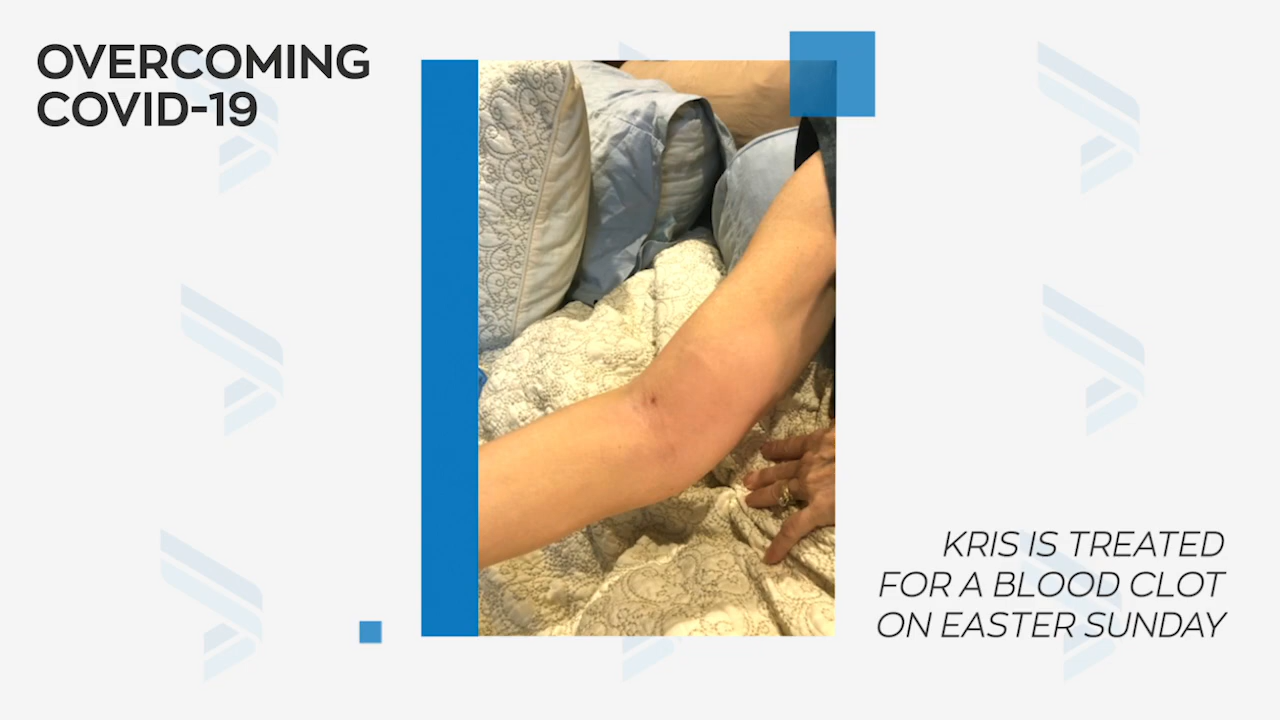 OVERCOMING
COVID-19
KRIS IS TREATED
FOR A BLOOD CLOT
ON EASTER SUNDAY